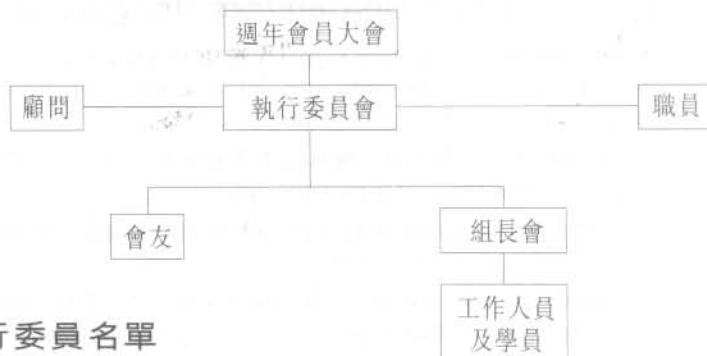 週年會員大會
顧問
執行委員會
職員
會友
組長會
工作人員
及學員
行委員名單